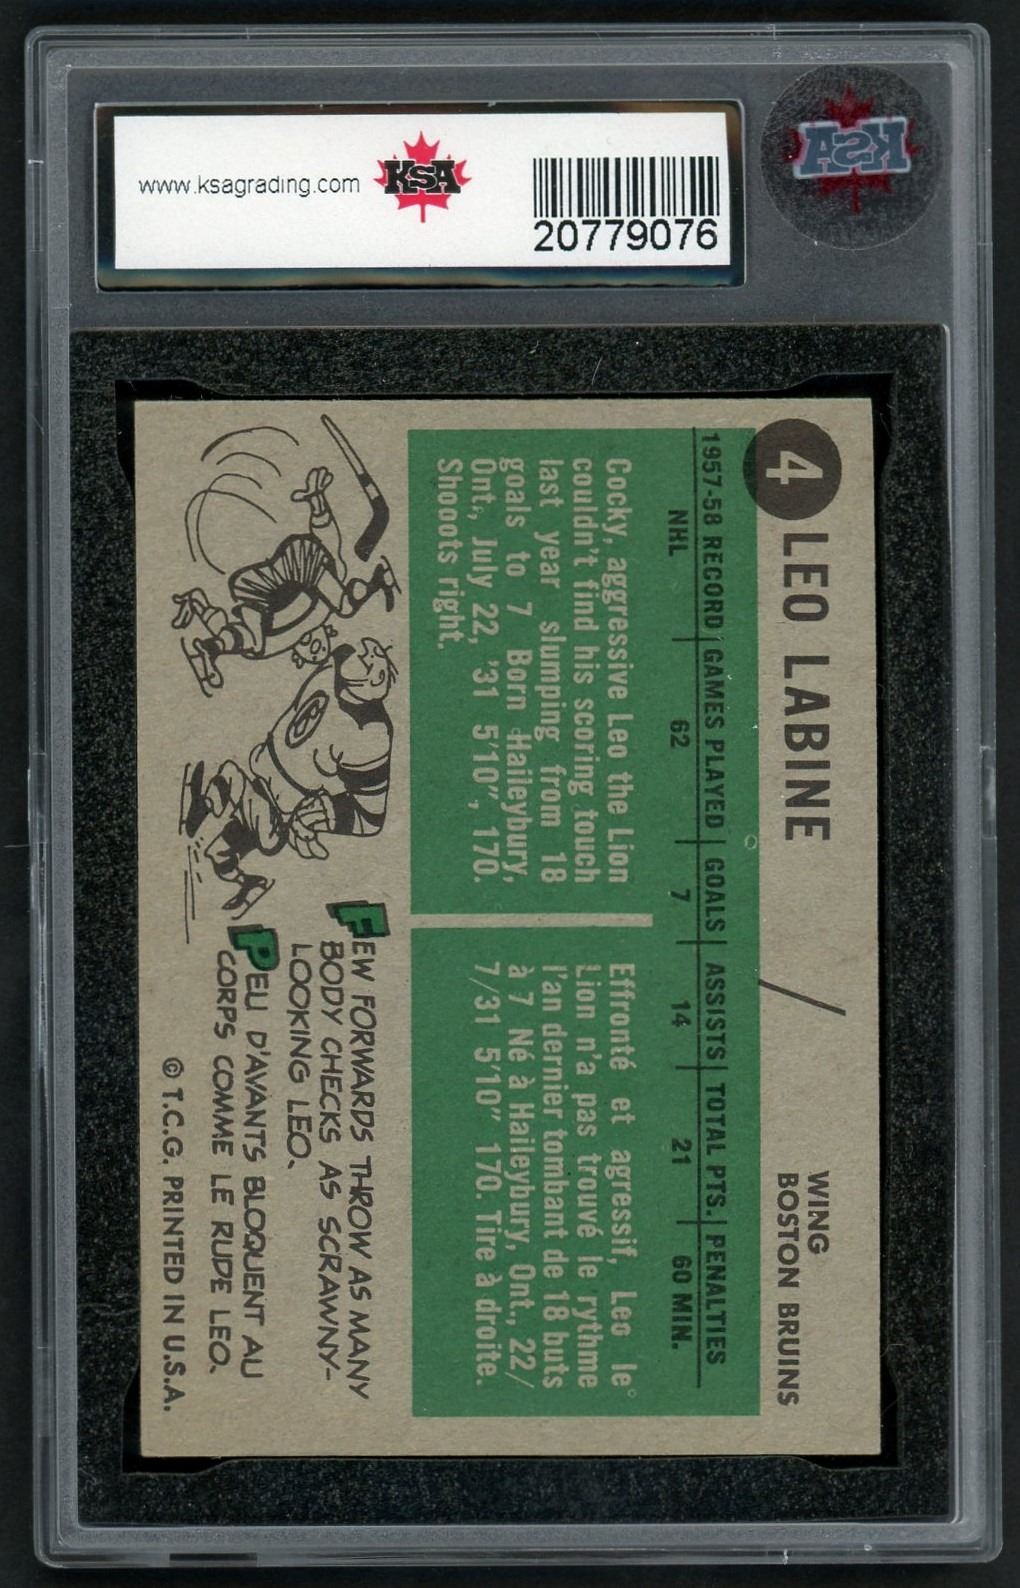 www.ksagrading.com
KSA
20779076
KSA
4
LEO LABINE
WING
BOSTON BRUINS
1957-58 RECORD GAMES PLAYED GOALS ASSISTS TOTAL PTS. PENALTIES
NHL 62 7 14 21 60 MIN.
Cocky, aggressive Leo the Lion
couldn't find his scoring touch
last year slumping from 18
goals to 7 Born Haileybury,
Ont., July 22, '31 5'10", 170.
Shoots right.
Effronté et agressif, Leo le
Lion n'a pas trouvé le rythme
l'an dernier tombant de 18 buts
à 7 Né à Haileybury, Ont., 22/
7/31 5'10" 170. Tire à droite.
FEW FORWARDS THROW AS MANY
BODY CHECKS AS SCRAWNY-
LOOKING LEO.
PEU D'AVANTS BLOQUENT AU
CORPS COMME LE RUDE LEO.
© T.C.G. PRINTED IN U.S.A.
B